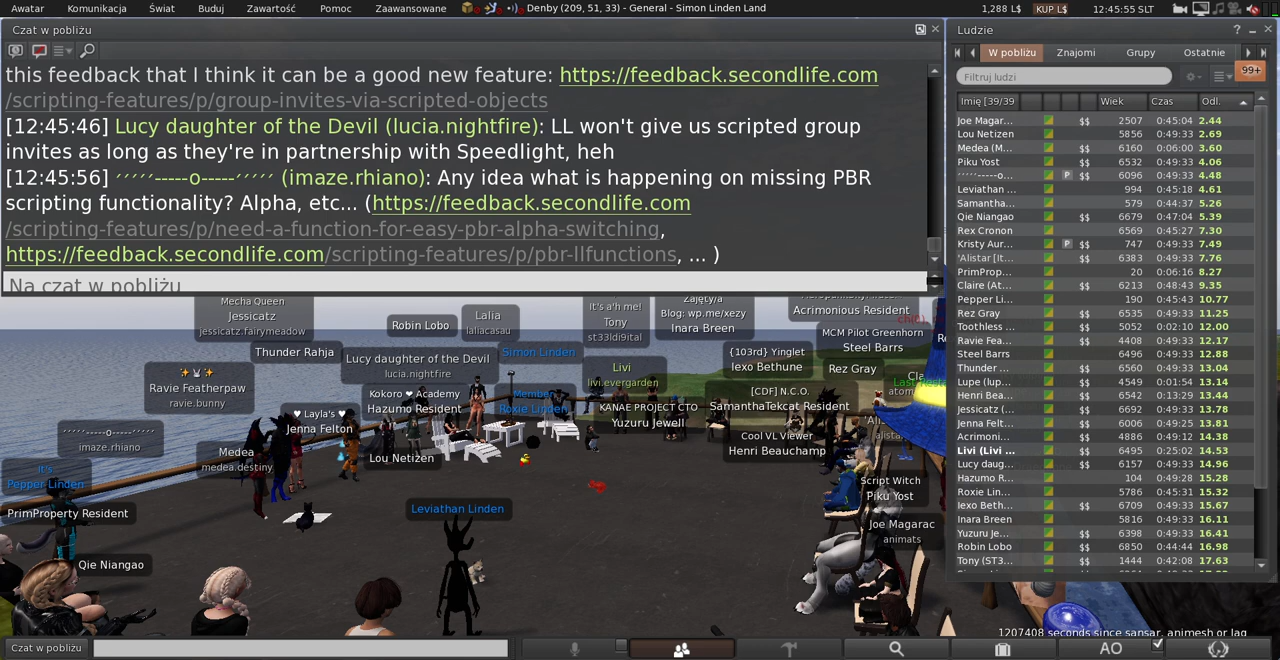 Awatar Komunikacja Świat Buduj Zawartość Pomoc Zaawansowane Denby (209, 51, 33) - General - Simon Linden Land 1,288 L$ KUP L$ 12:45:55 SLT
Czat w pobliżu
this feedback that I think it can be a good new feature: https://feedback.secondlife.com
/scripting-features/p/group-invites-via-scripted-objects
[12:45:46] Lucy daughter of the Devil (lucia.nightfire): LL won't give us scripted group
invites as long as they're in partnership with Speedlight, heh
[12:45:56] ՛՛՛՛՛-----o-----՛՛՛՛՛ (imaze.rhiano): Any idea what is happening on missing PBR
scripting functionality? Alpha, etc... (https://feedback.secondlife.com
/scripting-features/p/need-a-function-for-easy-pbr-alpha-switching,
https://feedback.secondlife.com/scripting-features/p/pbr-llfunctions, ... )
Na czat w pobliżu
Ludzie
W pobliżu Znajomi Grupy Ostatnie
Filtruj ludzi
99+
Imię [39/39 Wiek Czas Odl.
Joe Magar... $$ 2507 0:45:04 2.44
Lou Netizen 5856 0:49:33 2.69
Medea (M... $$ 6160 0:06:00 3.60
Piku Yost $$ 6532 0:49:33 4.06
՛՛՛՛՛-----o... P $$ 6096 0:49:33 4.48
Leviathan ... 994 0:45:18 4.61
Samantha... 579 0:44:37 5.26
Qie Niangao $$ 6679 0:47:04 5.39
Rex Cronon 6569 0:45:27 7.30
Kristy Aur... P $$ 747 0:49:33 7.49
'Alistar [It... $$ 6383 0:49:33 7.76
PrimProp... 20 0:06:16 8.27
Claire (At... $$ 6213 0:48:43 9.35
Pepper Li... 190 0:45:43 10.77
Rez Gray $$ 6535 0:49:33 11.25
Toothless ... $$ 5052 0:02:10 12.00
Ravie Fea... $$ 4408 0:49:33 12.17
Steel Barrs 6496 0:49:33 12.88
Thunder ... $$ 6560 0:49:33 13.04
Lupe (lup... $$ 4549 0:01:54 13.14
Henri Bea... $$ 6542 0:13:29 13.44
Jessicatz (... $$ 6692 0:49:33 13.78
Jenna Felt... $$ 6006 0:49:25 13.81
Acrimoni... $$ 4886 0:49:12 14.38
Livi (Livi ... $$ 6495 0:25:02 14.53
Lucy daug... $$ 6157 0:49:33 14.96
Hazumo R... 104 0:49:28 15.28
Roxie Lin... 5786 0:45:31 15.32
Iexo Beth... $$ 6709 0:49:33 15.67
Inara Breen 5816 0:49:33 16.11
Yuzuru Je... $$ 6398 0:49:33 16.41
Robin Lobo $$ 6850 0:44:44 16.98
Tony (ST3... $$ 1444 0:42:08 17.63
Mecha Queen
Jessicatz
jessicatz.fairymeadow
Robin Lobo
Lalia
laliacasau
It's a'h me!
Tony
st33ldi9ital
Zajęty/a
Blog: wp.me/xezy
Inara Breen
Acrimonious Resident
MCM Pilot Greenhorn
Steel Barrs
Thunder Rahja
Lucy daughter of the Devil
lucia.nightfire
Simon Linden
Livi
livi.evergarden
{103rd} Yinglet
Iexo Bethune
Rez Gray
Ravie Featherpaw
ravie.bunny
Kokoro ♥ Academy
Hazumo Resident
Member
Roxie Linden
KANAE PROJECT CTO
Yuzuru Jewell
[CDF] N.C.O.
SamanthaTekcat Resident
♥ Layla's ♥
Jenna Felton
՛՛՛՛՛-----o-----՛՛՛՛՛
imaze.rhiano
Medea
medea.destiny
Lou Netizen
Cool VL Viewer
Henri Beauchamp
It's
Pepper Linden
PrimProperty Resident
Leviathan Linden
Script Witch
Piku Yost
Joe Magarac
animats
Qie Niangao
1207408 seconds since sansar, animesh or lag
Czat w pobliżu AO